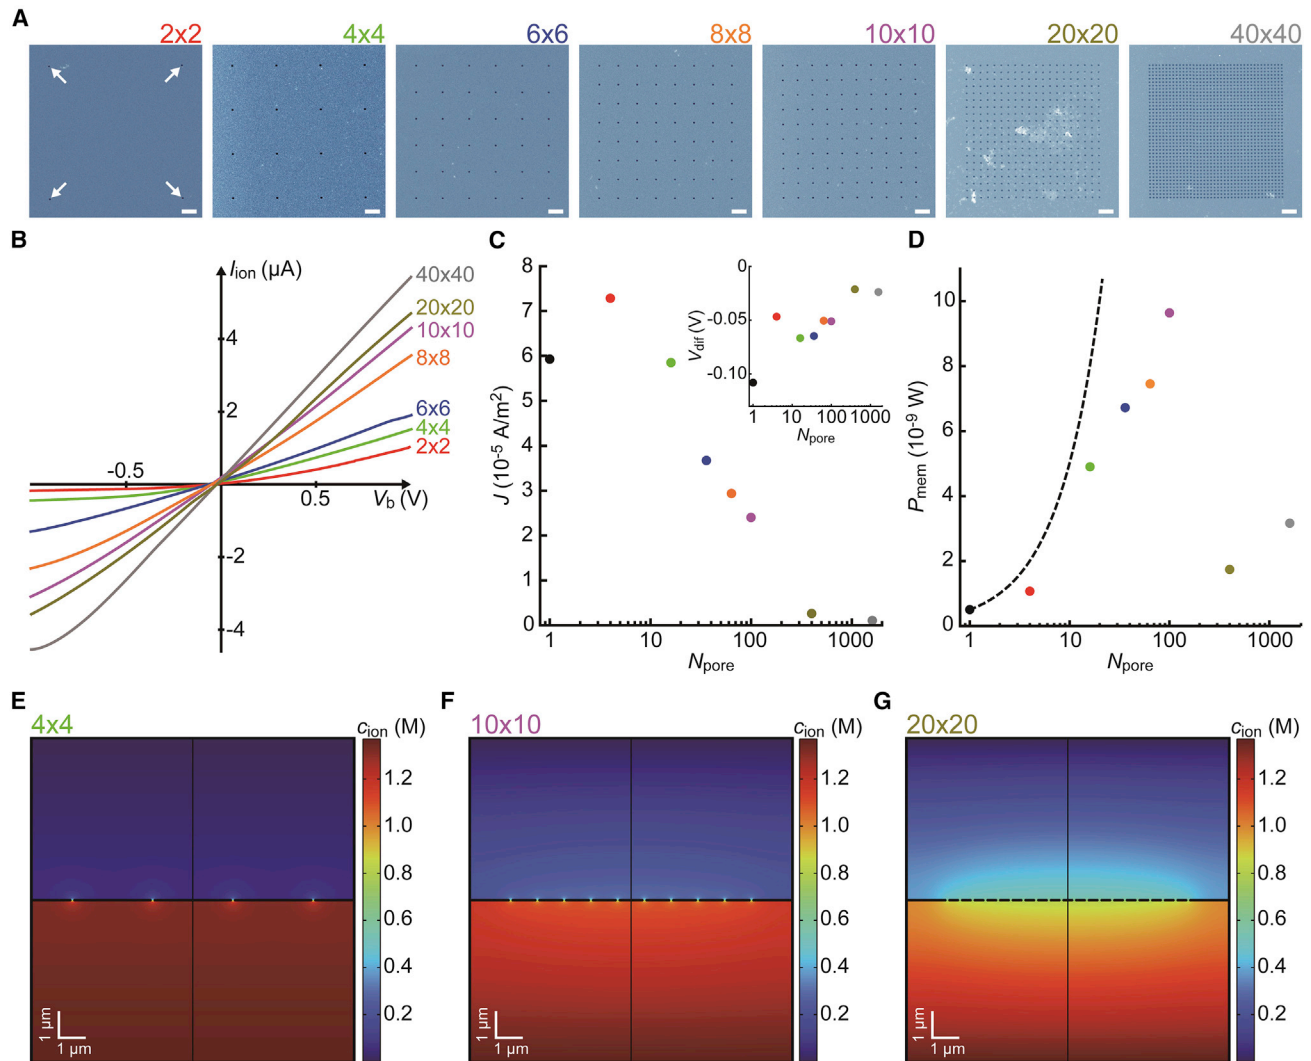 A
2x2 4x4 6x6 8x8 10x10 20x20 40x40
B
I_ion (µA)
40x40
20x20
10x10
8x8
6x6
4x4
2x2
4
2
-2
-4
-0.5 0.5
V_b (V)
C
J (10⁻⁵ A/m²)
8
7
6
5
4
3
2
1
0
1 10 100 1000
N_pore
V_dif (V)
0
-0.05
-0.10
1 10 100 1000
N_pore
D
P_mem (10⁻⁹ W)
10
8
6
4
2
0
1 10 100 1000
N_pore
E
4x4
c_ion (M)
1.2
1.0
0.8
0.6
0.4
0.2
1 µm
1 µm
F
10x10
c_ion (M)
1.2
1.0
0.8
0.6
0.4
0.2
1 µm
1 µm
G
20x20
c_ion (M)
1.2
1.0
0.8
0.6
0.4
0.2
1 µm
1 µm